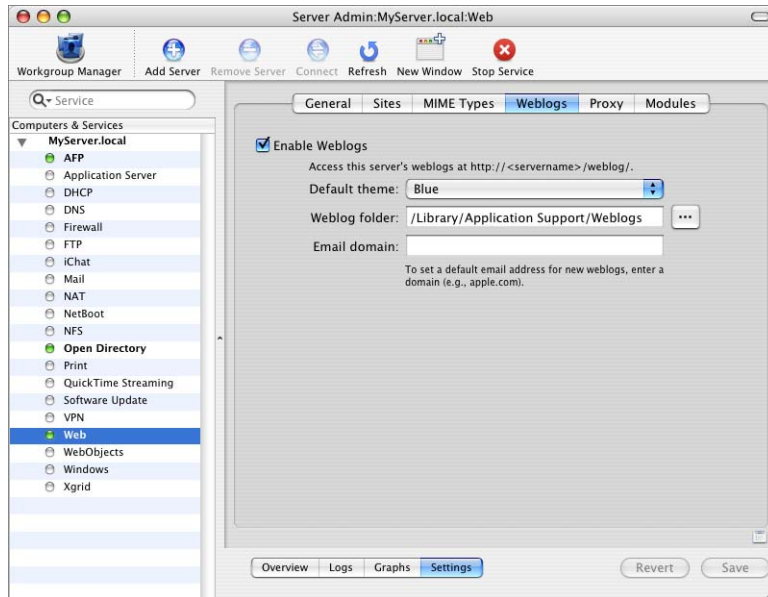 Server Admin:MyServer.local:Web
Workgroup Manager Add Server Remove Server Connect Refresh New Window Stop Service
Service
Computers & Services
MyServer.local
AFP
Application Server
DHCP
DNS
Firewall
FTP
iChat
Mail
NAT
NetBoot
NFS
Open Directory
Print
QuickTime Streaming
Software Update
VPN
Web
WebObjects
Windows
Xgrid
General Sites MIME Types Weblogs Proxy Modules
Enable Weblogs
Access this server's weblogs at http://<servername>/weblog/.
Default theme: Blue
Weblog folder: /Library/Application Support/Weblogs ...
Email domain:
To set a default email address for new weblogs, enter a
domain (e.g., apple.com).
Overview Logs Graphs Settings Revert Save